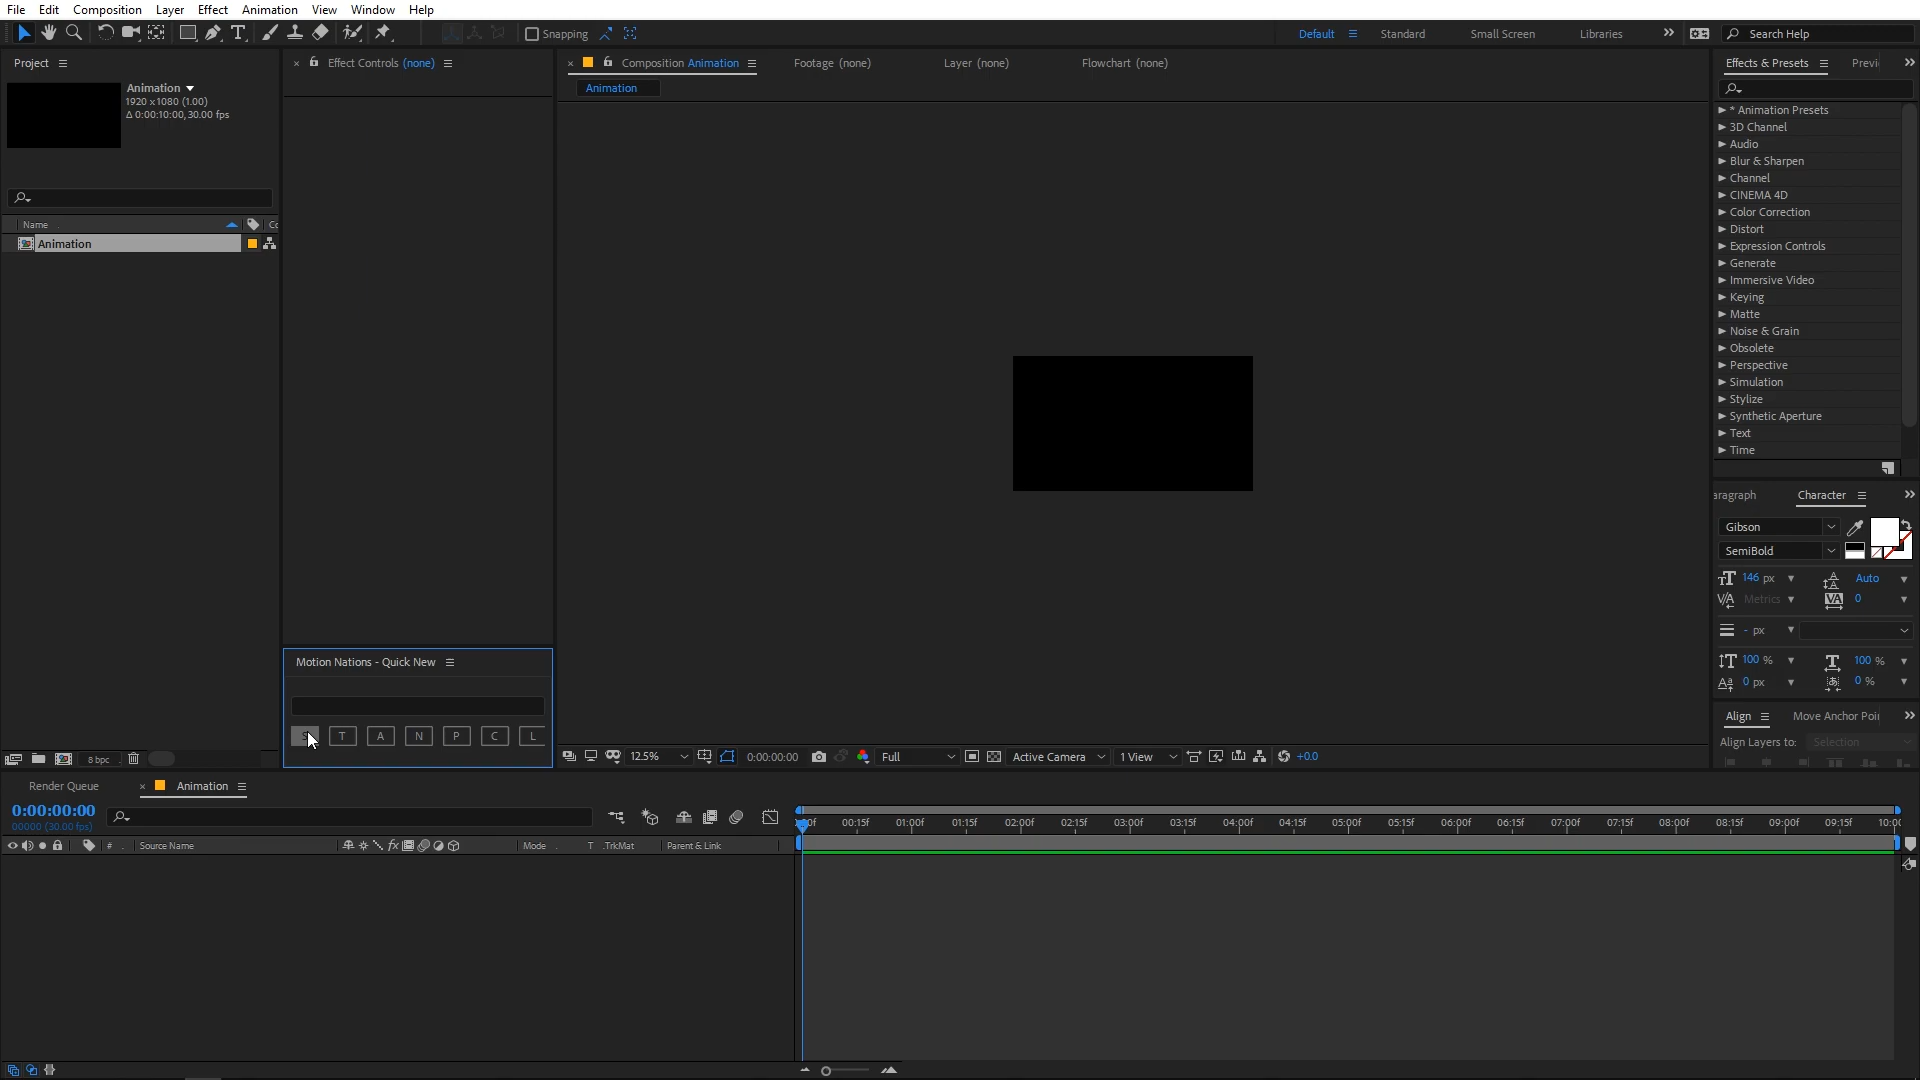 File Edit Composition Layer Effect Animation View Window Help
Snapping
Default Standard Small Screen Libraries Search Help
Project
Animation
1920 x 1080 (1.00)
Δ 0:00:10:00, 30.00 fps
Name
Animation
8 bpc
Effect Controls (none)
Motion Nations - Quick New
S T A N P C L
Composition Animation Footage (none) Layer (none) Flowchart (none)
Animation
12.5% 0:00:00:00 Full Active Camera 1 View +0.0
Effects & Presets
* Animation Presets
3D Channel
Audio
Blur & Sharpen
Channel
CINEMA 4D
Color Correction
Distort
Expression Controls
Generate
Immersive Video
Keying
Matte
Noise & Grain
Obsolete
Perspective
Simulation
Stylize
Synthetic Aperture
Text
Time
aragraph Character
Gibson
SemiBold
146 px Auto
Metrics 0
- px
100 % 100 %
0 px 0 %
Align Move Anchor Poi
Align Layers to: Selection
Render Queue Animation
0:00:00:00
00000 (30.00 fps)
# Source Name fx Mode T .TrkMat Parent & Link
00:15f 01:00f 01:15f 02:00f 02:15f 03:00f 03:15f 04:00f 04:15f 05:00f 05:15f 06:00f 06:15f 07:00f 07:15f 08:00f 08:15f 09:00f 09:15f